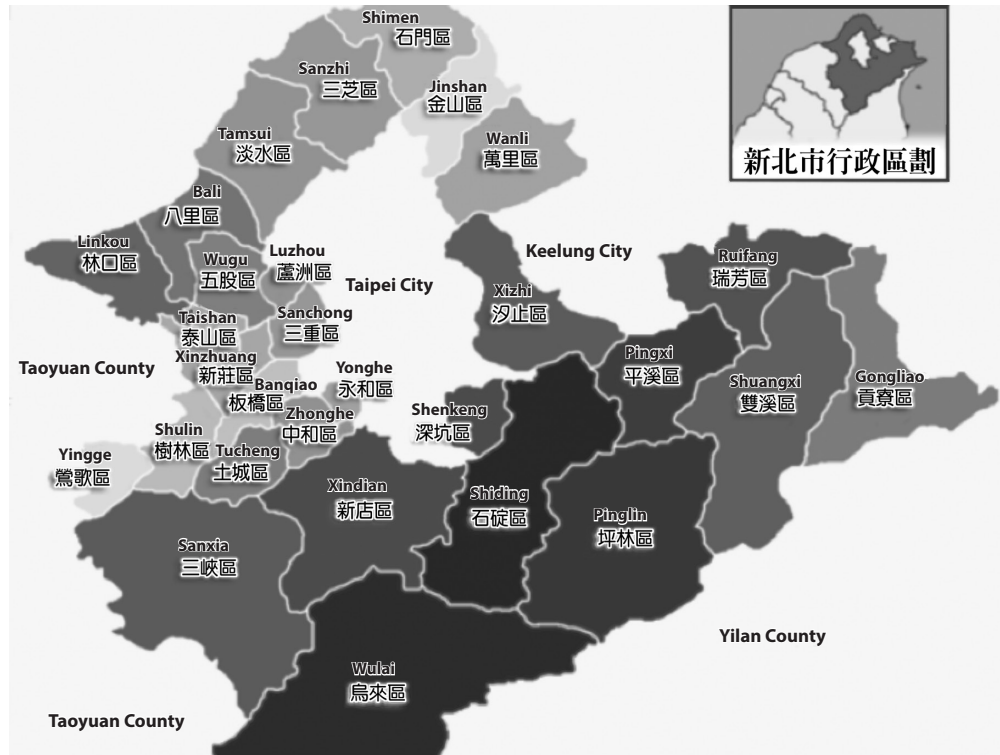 Shimen
石門區
Sanzhi
三芝區
Jinshan
金山區
Tamsui
淡水區
Wanli
萬里區
新北市行政區劃
Bali
八里區
Linkou
林口區
Wugu
五股區
Luzhou
蘆洲區
Taipei City
Keelung City
Ruifang
瑞芳區
Xizhi
汐止區
Taishan
泰山區
Sanchong
三重區
Taoyuan County
Xinzhuang
新莊區
Banqiao
板橋區
Yonghe
永和區
Pingxi
平溪區
Shuangxi
雙溪區
Gongliao
貢寮區
Shenkeng
深坑區
Zhonghe
中和區
Shulin
樹林區
Tucheng
土城區
Yingge
鶯歌區
Xindian
新店區
Shiding
石碇區
Pinglin
坪林區
Sanxia
三峽區
Yilan County
Wulai
烏來區
Taoyuan County